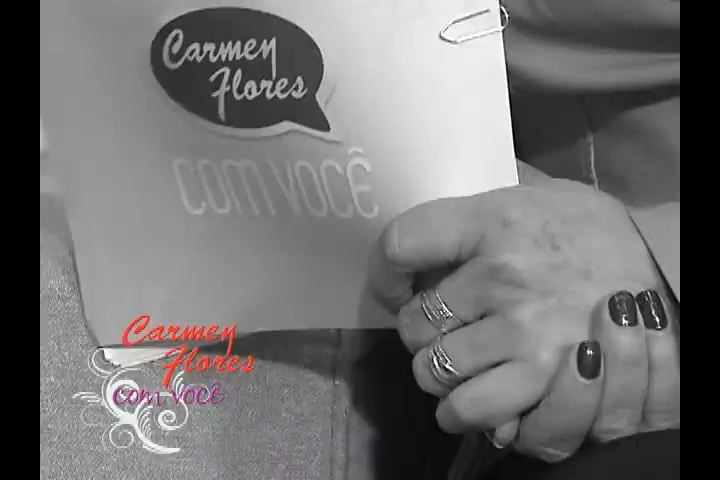 Carmen
Flores
COM VOCÊ
Carmen
Flores
com você